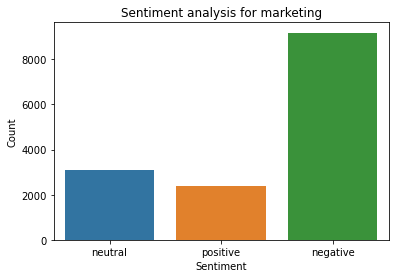 Sentiment analysis for marketing
Count
8000
6000
4000
2000
0
neutral positive negative
Sentiment